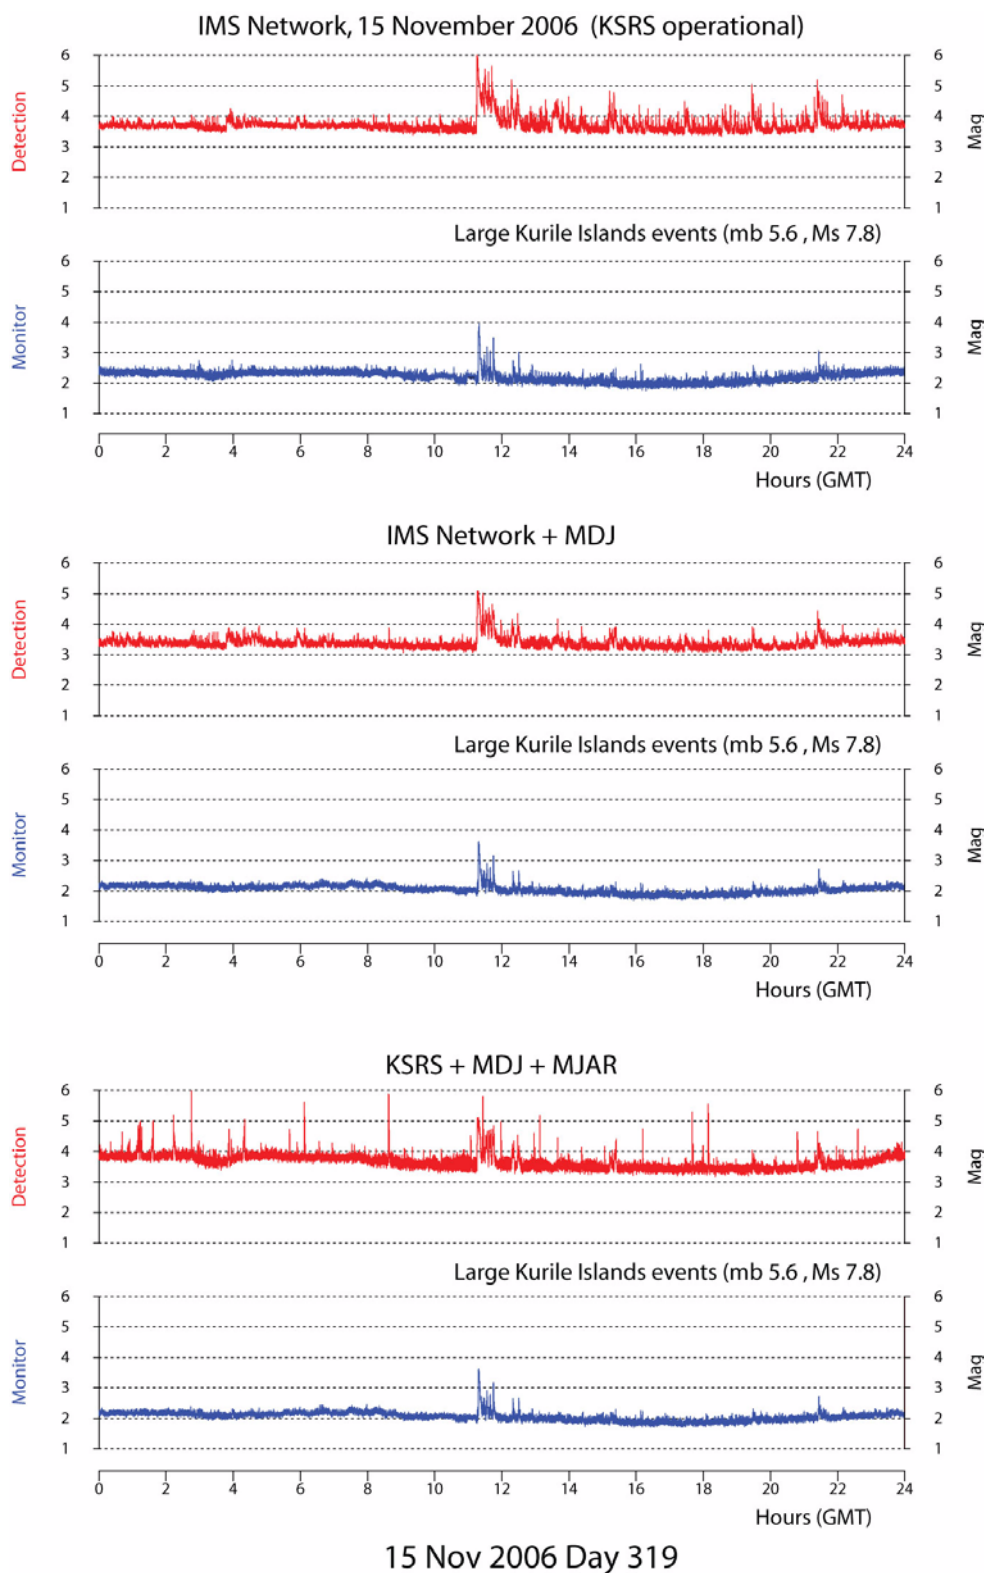 IMS Network, 15 November 2006 (KSRS operational)
6 6
5 5
4 4
3 3
2 2
1 1
Detection
Mag
Large Kurile Islands events (mb 5.6 , Ms 7.8)
6 6
5 5
4 4
3 3
2 2
1 1
Monitor
Mag
0 2 4 6 8 10 12 14 16 18 20 22 24
Hours (GMT)
IMS Network + MDJ
6 6
5 5
4 4
3 3
2 2
1 1
Detection
Mag
Large Kurile Islands events (mb 5.6 , Ms 7.8)
6 6
5 5
4 4
3 3
2 2
1 1
Monitor
Mag
0 2 4 6 8 10 12 14 16 18 20 22 24
Hours (GMT)
KSRS + MDJ + MJAR
6 6
5 5
4 4
3 3
2 2
1 1
Detection
Mag
Large Kurile Islands events (mb 5.6 , Ms 7.8)
6 6
5 5
4 4
3 3
2 2
1 1
Monitor
Mag
0 2 4 6 8 10 12 14 16 18 20 22 24
Hours (GMT)
15 Nov 2006 Day 319